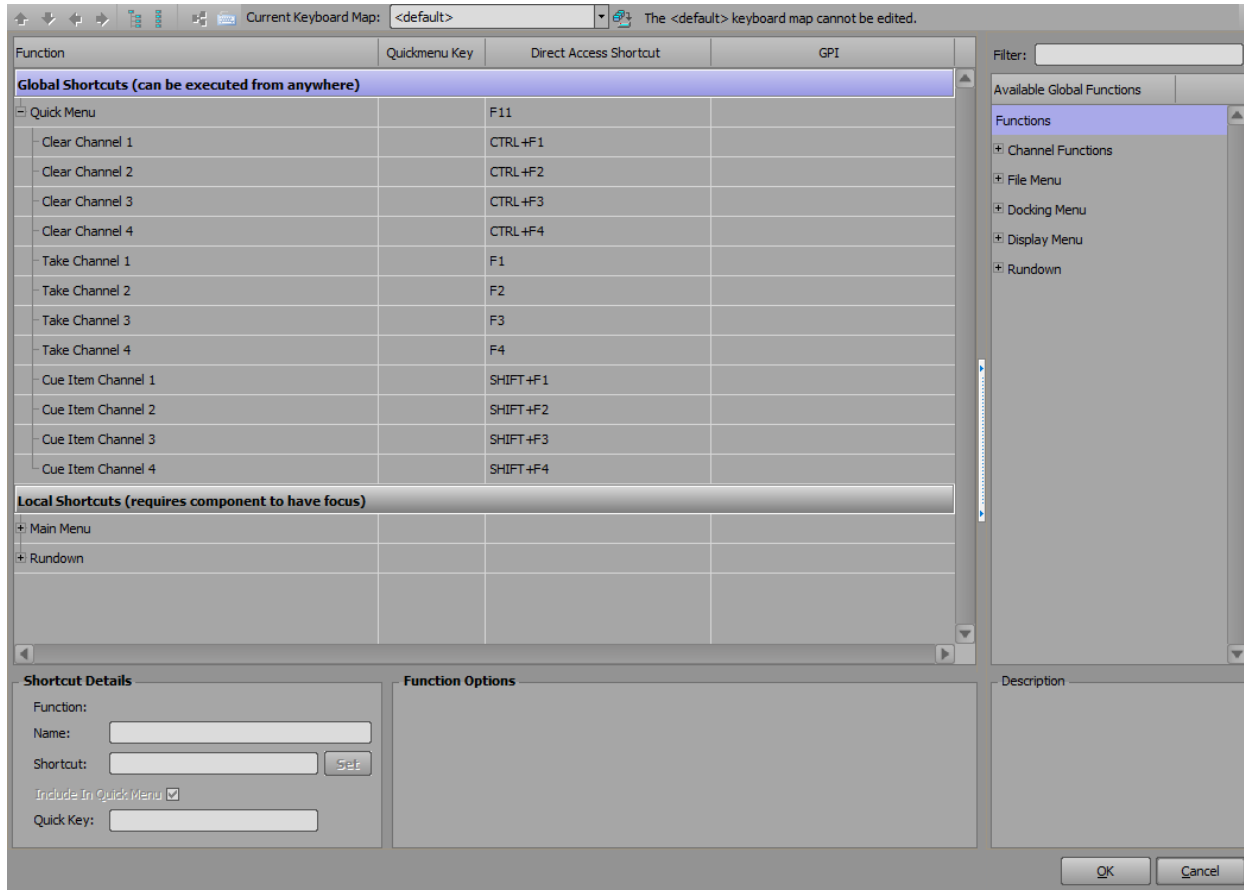 Current Keyboard Map: <default> The <default> keyboard map cannot be edited.
Function Quickmenu Key Direct Access Shortcut GPI
Global Shortcuts (can be executed from anywhere)
Quick Menu F11
Clear Channel 1 CTRL+F1
Clear Channel 2 CTRL+F2
Clear Channel 3 CTRL+F3
Clear Channel 4 CTRL+F4
Take Channel 1 F1
Take Channel 2 F2
Take Channel 3 F3
Take Channel 4 F4
Cue Item Channel 1 SHIFT+F1
Cue Item Channel 2 SHIFT+F2
Cue Item Channel 3 SHIFT+F3
Cue Item Channel 4 SHIFT+F4
Local Shortcuts (requires component to have focus)
Main Menu
Rundown
Filter:
Available Global Functions
Functions
Channel Functions
File Menu
Docking Menu
Display Menu
Rundown
Shortcut Details
Function:
Name:
Shortcut: Set
Include In Quick Menu
Quick Key:
Function Options
Description
OK Cancel